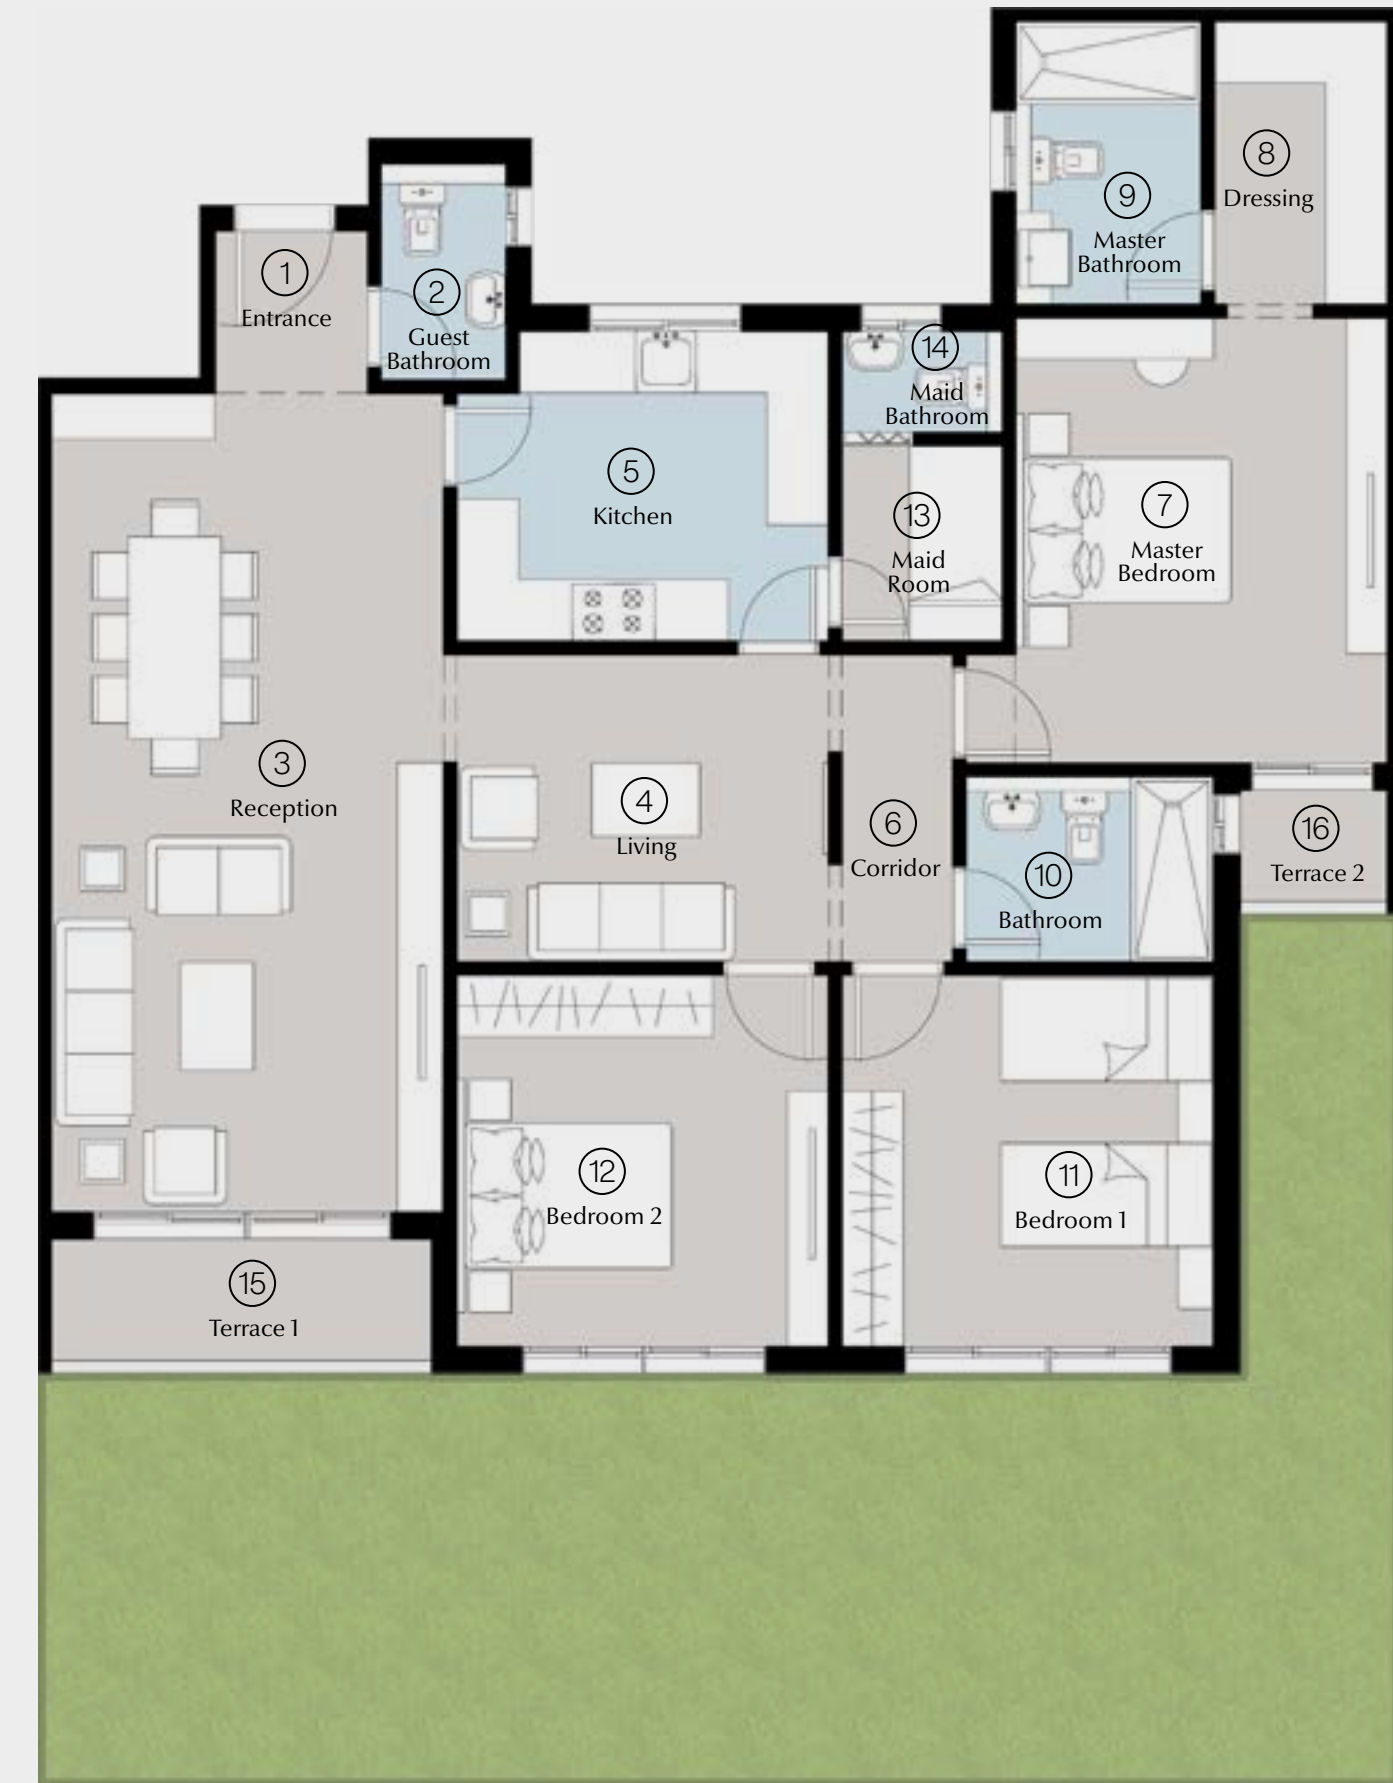 1
Entrance
2
Guest
Bathroom
3
Reception
4
Living
5
Kitchen
6
Corridor
7
Master
Bedroom
8
Dressing
9
Master
Bathroom
10
Bathroom
11
Bedroom 1
12
Bedroom 2
13
Maid
Room
14
Maid
Bathroom
15
Terrace 1
16
Terrace 2